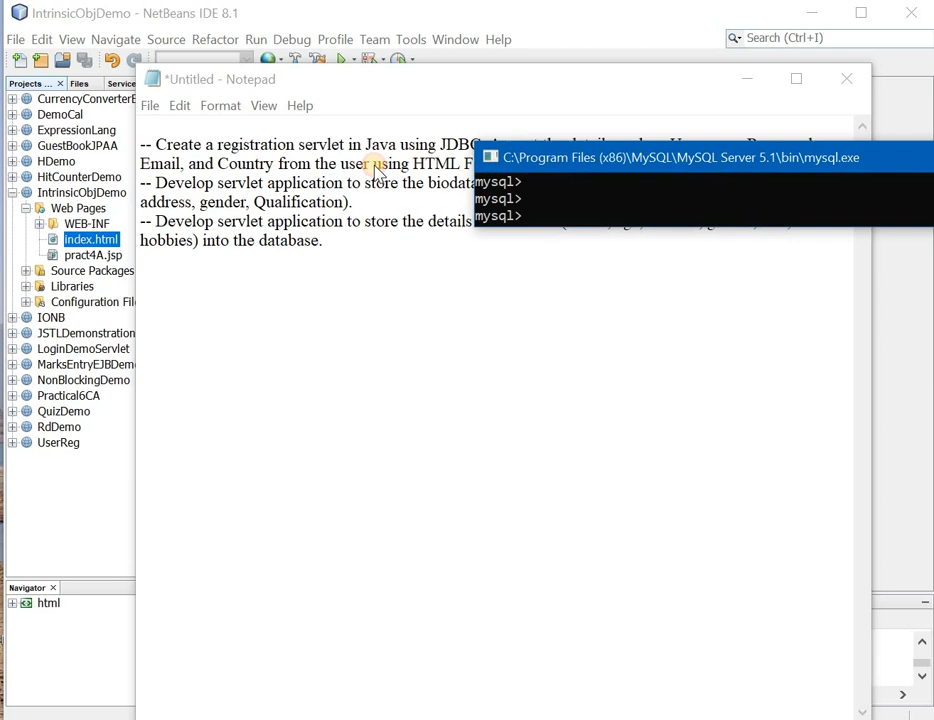 IntrinsicObjDemo - NetBeans IDE 8.1
File Edit View Navigate Source Refactor Run Debug Profile Team Tools Window Help
Search (Ctrl+I)
Projects ... Files Service
*Untitled - Notepad
File Edit Format View Help
CurrencyConverterE
DemoCal
ExpressionLang
GuestBookJPAA
HDemo
HitCounterDemo
IntrinsicObjDemo
Web Pages
WEB-INF
index.html
pract4A.jsp
Source Packages
Libraries
Configuration File
IONB
JSTLDemonstration
LoginDemoServlet
MarksEntryEJBDem
NonBlockingDemo
Practical6CA
QuizDemo
RdDemo
UserReg
Navigator
html
-- Create a registration servlet in Java using JDBC
Email, and Country from the user using HTML F
-- Develop servlet application to store the biodata
address, gender, Qualification).
-- Develop servlet application to store the details
hobbies) into the database.
C:\Program Files (x86)\MySQL\MySQL Server 5.1\bin\mysql.exe
mysql>
mysql>
mysql>